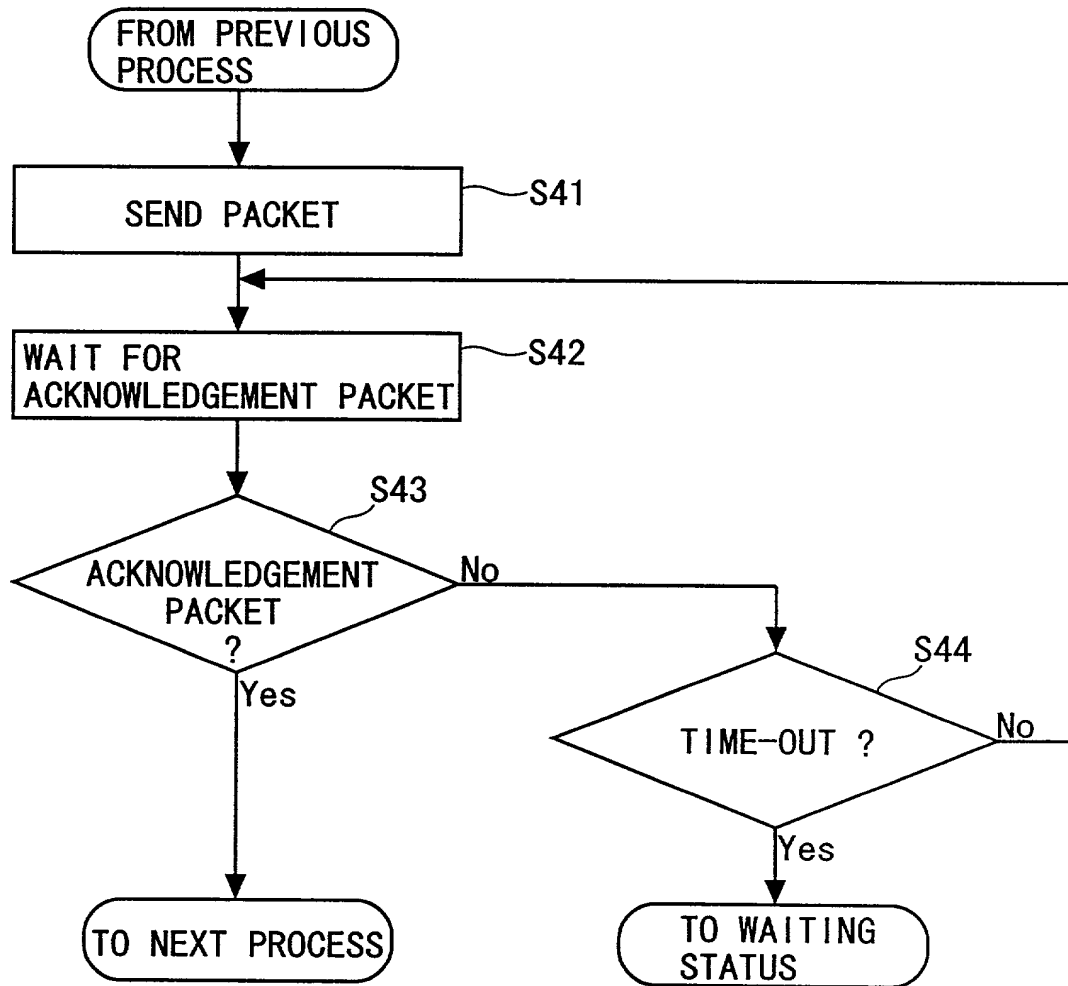 FROM PREVIOUS
PROCESS
SEND PACKET
S41
WAIT FOR
ACKNOWLEDGEMENT PACKET
S42
S43
ACKNOWLEDGEMENT
PACKET
?
No
Yes
S44
TIME-OUT ?
No
Yes
TO NEXT PROCESS
TO WAITING
STATUS